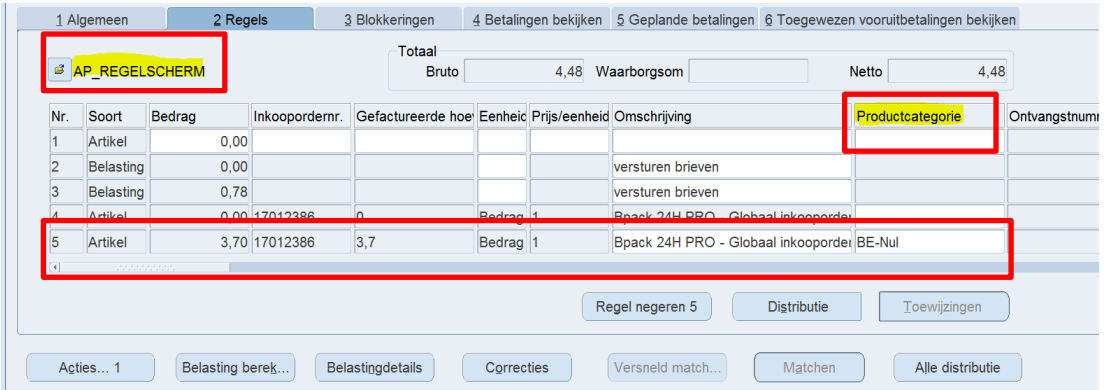 1 Algemeen 2 Regels 3 Blokkeringen 4 Betalingen bekijken 5 Geplande betalingen 6 Toegewezen vooruitbetalingen bekijken
Totaal
AP_REGELSCHERM Bruto 4,48 Waarborgsom Netto 4,48
Nr. Soort Bedrag Inkoopordernr. Gefactureerde hoev Eenheid Prijs/eenheid Omschrijving Productcategorie Ontvangstnumm
1 Artikel 0,00
2 Belasting 0,00 versturen brieven
3 Belasting 0,78 versturen brieven
4 Artikel 0,00 17012386 0 Bedrag 1 Bpack 24H PRO - Globaal inkooporder
5 Artikel 3,70 17012386 3,7 Bedrag 1 Bpack 24H PRO - Globaal inkooporder BE-Nul
Regel negeren 5 Distributie Toewijzingen
Acties... 1 Belasting berek... Belastingdetails Correcties Versneld match... Matchen Alle distributie